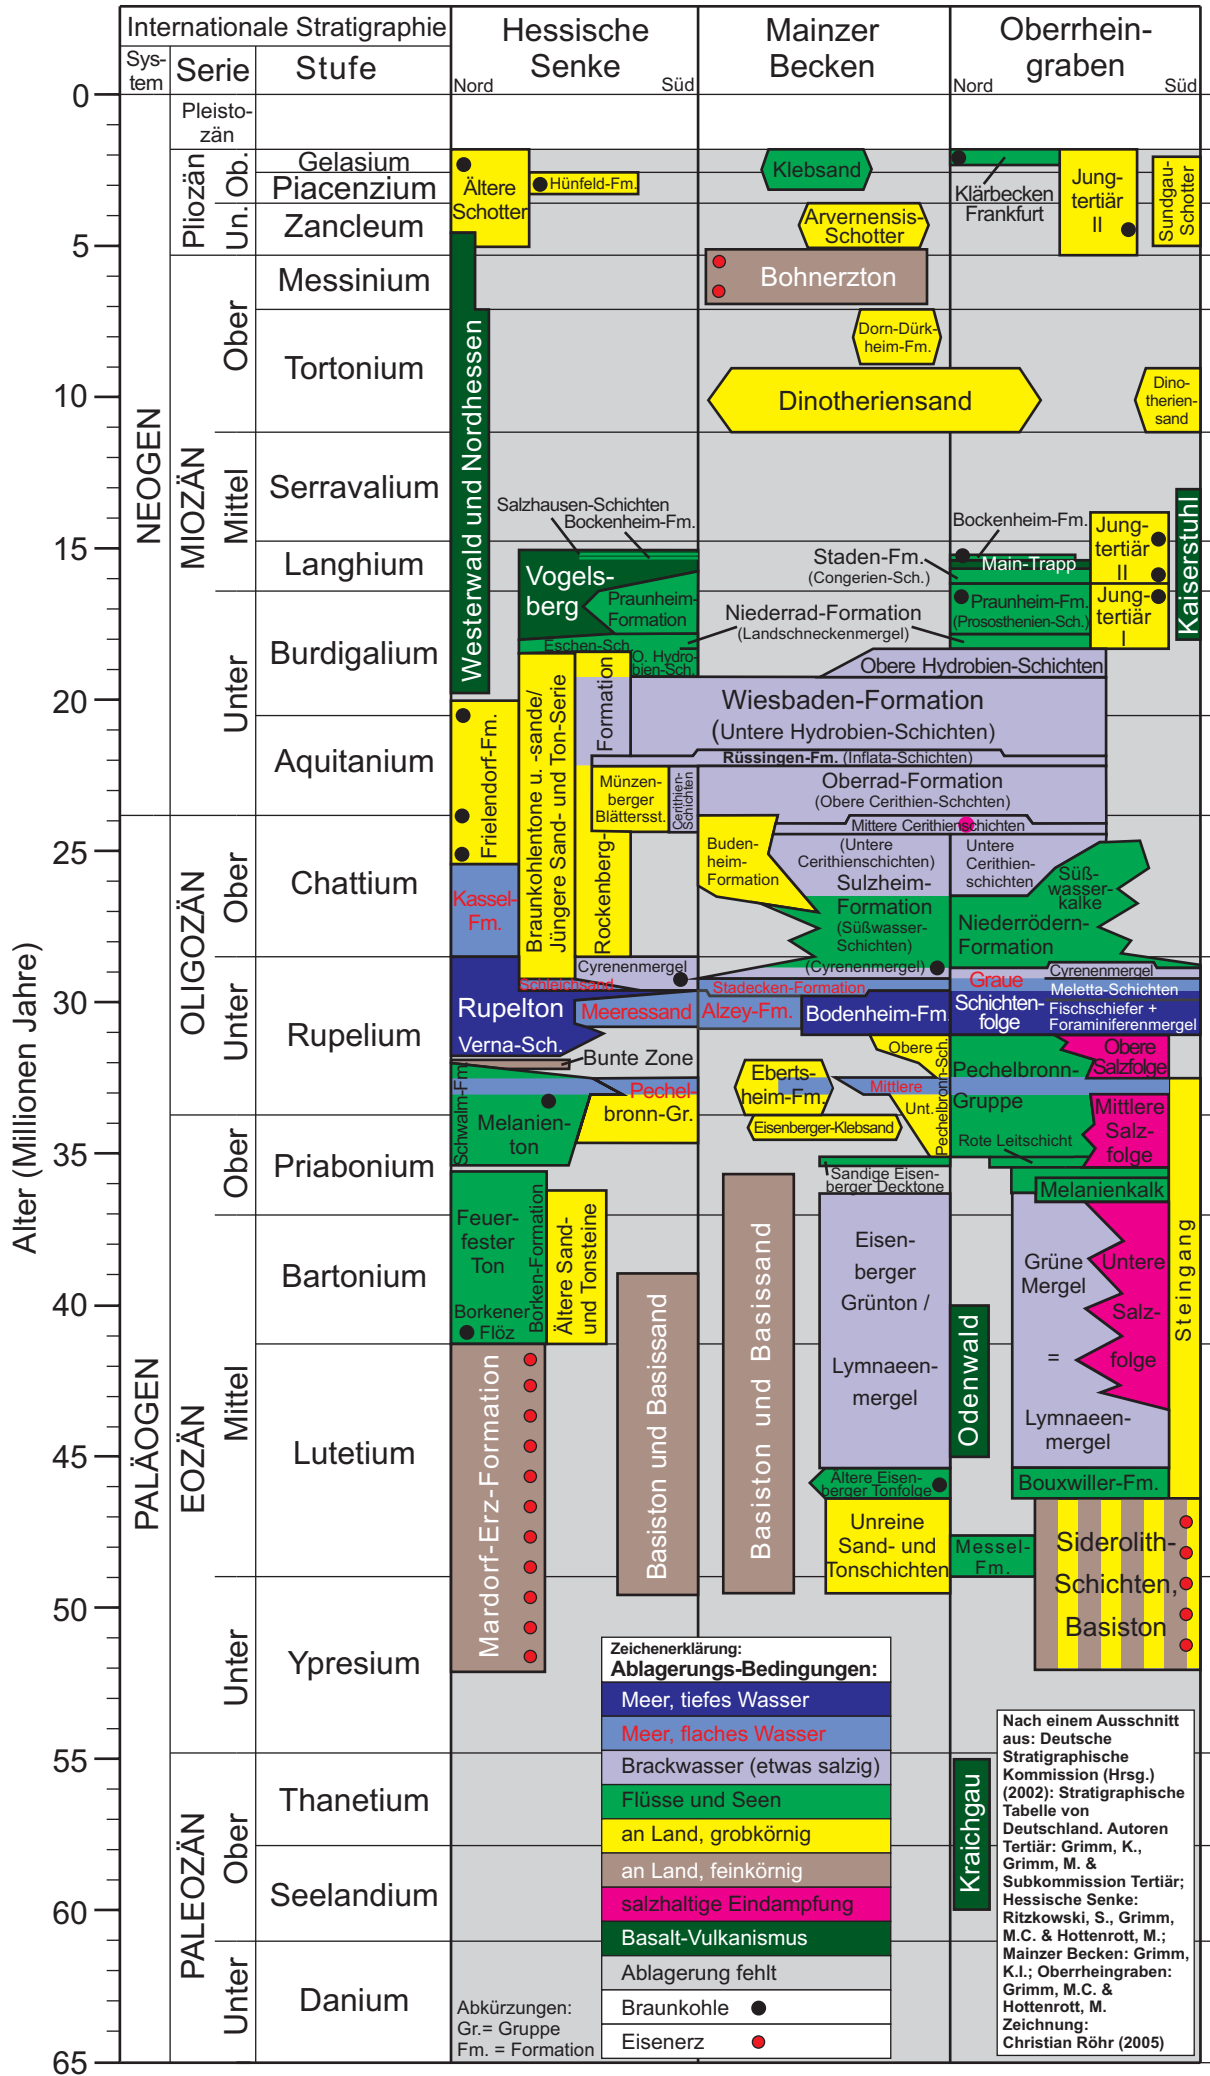 Internationale Stratigraphie
Sys-
tem
Serie
Stufe
Hessische
Senke
Nord
Süd
Mainzer
Becken
Oberrhein-
graben
Nord
Süd
Alter (Millionen Jahre)
0
5
10
15
20
25
30
35
40
45
50
55
60
65
NEOGEN
PALÄOGEN
Pleisto-
zän
Pliozän
Ob.
Un.
MIOZÄN
Ober
Mittel
Unter
OLIGOZÄN
Ober
Unter
EOZÄN
Ober
Mittel
Unter
PALEOZÄN
Ober
Unter
Gelasium
Piacenzium
Zancleum
Messinium
Tortonium
Serravalium
Langhium
Burdigalium
Aquitanium
Chattium
Rupelium
Priabonium
Bartonium
Lutetium
Ypresium
Thanetium
Seelandium
Danium
Ältere
Schotter
Hünfeld-Fm.
Westerwald und Nordhessen
Salzhausen-Schichten
Bockenheim-Fm.
Vogels-
berg
Praunheim-
Formation
Eschen-Sch.
O. Hydro-
bien-Sch.
Frielendorf-Fm.
Braunkohlentone u. -sande/
Jüngere Sand- und Ton-Serie
Rockenberg-
Formation
Münzen-
berger
Blättersst.
Cerithien-
Schichten
Kassel-
Fm.
Cyrenenmergel
Schleichsand
Rupelton
Meeressand
Verna-Sch.
Bunte Zone
Schwalm-Fm.
Pechel-
bronn-Gr.
Melanien-
ton
Feuer-
fester
Ton
Borken-Formation
Borkener
Flöz
Ältere Sand-
und Tonsteine
Mardorf-Erz-Formation
Basiston und Basissand
Klebsand
Arvernensis-
Schotter
Bohnerzton
Dorn-Dürk-
heim-Fm.
Dinotheriensand
Staden-Fm.
(Congerien-Sch.)
Niederrad-Formation
(Landschneckenmergel)
Obere Hydrobien-Schichten
Wiesbaden-Formation
(Untere Hydrobien-Schichten)
Rüssingen-Fm. (Inflata-Schichten)
Oberrad-Formation
(Obere Cerithien-Schchten)
Mittere Cerithienschichten
Buden-
heim-
Formation
(Untere
Cerithienschichten)
Sulzheim-
Formation
(Süßwasser-
Schichten)
(Cyrenenmergel)
Stadecken-Formation
Alzey-Fm.
Bodenheim-Fm.
Obere
Mittlere
Unt.
Pechelbronn-Sch.
Eberts-
heim-Fm.
Eisenberger-Klebsand
Sandige Eisen-
berger Decktone
Basiston und Basissand
Eisen-
berger
Grünton /
Lymnaeen-
mergel
Ältere Eisen-
berger Tonfolge
Unreine
Sand- und
Tonschichten
Klärbecken
Frankfurt
Jung-
tertiär
II
Sundgau-
Schotter
Dino-
therien-
sand
Bockenheim-Fm.
Main-Trapp
Praunheim-Fm.
(Prososthenien-Sch.)
Jung-
tertiär
II
Jung-
tertiär
I
Kaiserstuhl
Untere
Cerithien-
schichten
Süß-
wasser-
kalke
Niederrödern-
Formation
Graue
Schichten-
folge
Cyrenenmergel
Meletta-Schichten
Fischschiefer +
Foraminiferenmergel
Pechelbronn-
Gruppe
Obere
Salzfolge
Mittlere
Salz-
folge
Rote Leitschicht
Melanienkalk
Grüne
Mergel
=
Lymnaeen-
mergel
Untere
Salz-
folge
Steingang
Odenwald
Bouxwiller-Fm.
Messel-
Fm.
Siderolith-
Schichten,
Basiston
Kraichgau
Zeichenerklärung:
Ablagerungs-Bedingungen:
Meer, tiefes Wasser
Meer, flaches Wasser
Brackwasser (etwas salzig)
Flüsse und Seen
an Land, grobkörnig
an Land, feinkörnig
salzhaltige Eindampfung
Basalt-Vulkanismus
Ablagerung fehlt
Braunkohle
Eisenerz
Abkürzungen:
Gr.= Gruppe
Fm. = Formation
Nach einem Ausschnitt
aus: Deutsche
Stratigraphische
Kommission (Hrsg.)
(2002): Stratigraphische
Tabelle von
Deutschland. Autoren
Tertiär: Grimm, K.,
Grimm, M. &
Subkommission Tertiär;
Hessische Senke:
Ritzkowski, S., Grimm,
M.C. & Hottenrott, M.;
Mainzer Becken: Grimm,
K.I.; Oberrheingraben:
Grimm, M.C. &
Hottenrott, M.
Zeichnung:
Christian Röhr (2005)